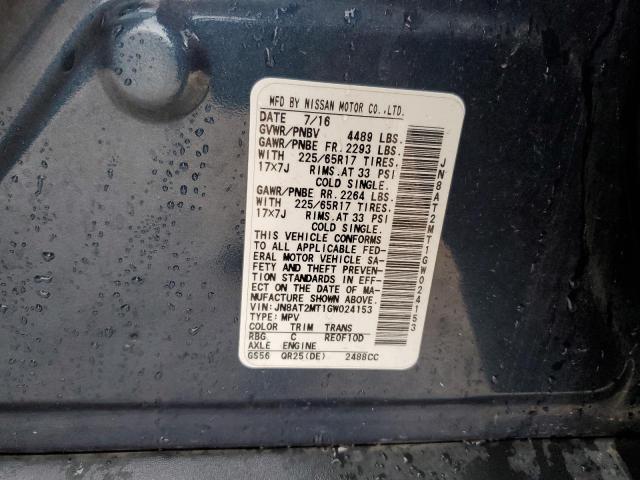 MFD BY NISSAN MOTOR CO.,LTD.
DATE 7/16
GVWR/PNBV 4489 LBS.
GAWR/PNBE FR. 2293 LBS.
WITH 225/65R17 TIRES.
17X7J RIMS.AT 33 PSI
COLD SINGLE.
GAWR/PNBE RR. 2264 LBS.
WITH 225/65R17 TIRES.
17X7J RIMS.AT 33 PSI
COLD SINGLE.
THIS VEHICLE CONFORMS
TO ALL APPLICABLE FED-
ERAL MOTOR VEHICLE SA-
FETY AND THEFT PREVEN-
TION STANDARDS IN EFF-
ECT ON THE DATE OF MA-
NUFACTURE SHOWN ABOVE.
VIN: JN8AT2MT1GW024153
TYPE: MPV
COLOR TRIM TRANS
RBG C RE0F10D
AXLE ENGINE
GS56 QR25(DE) 2488CC
JN8AT2MT1GW024153